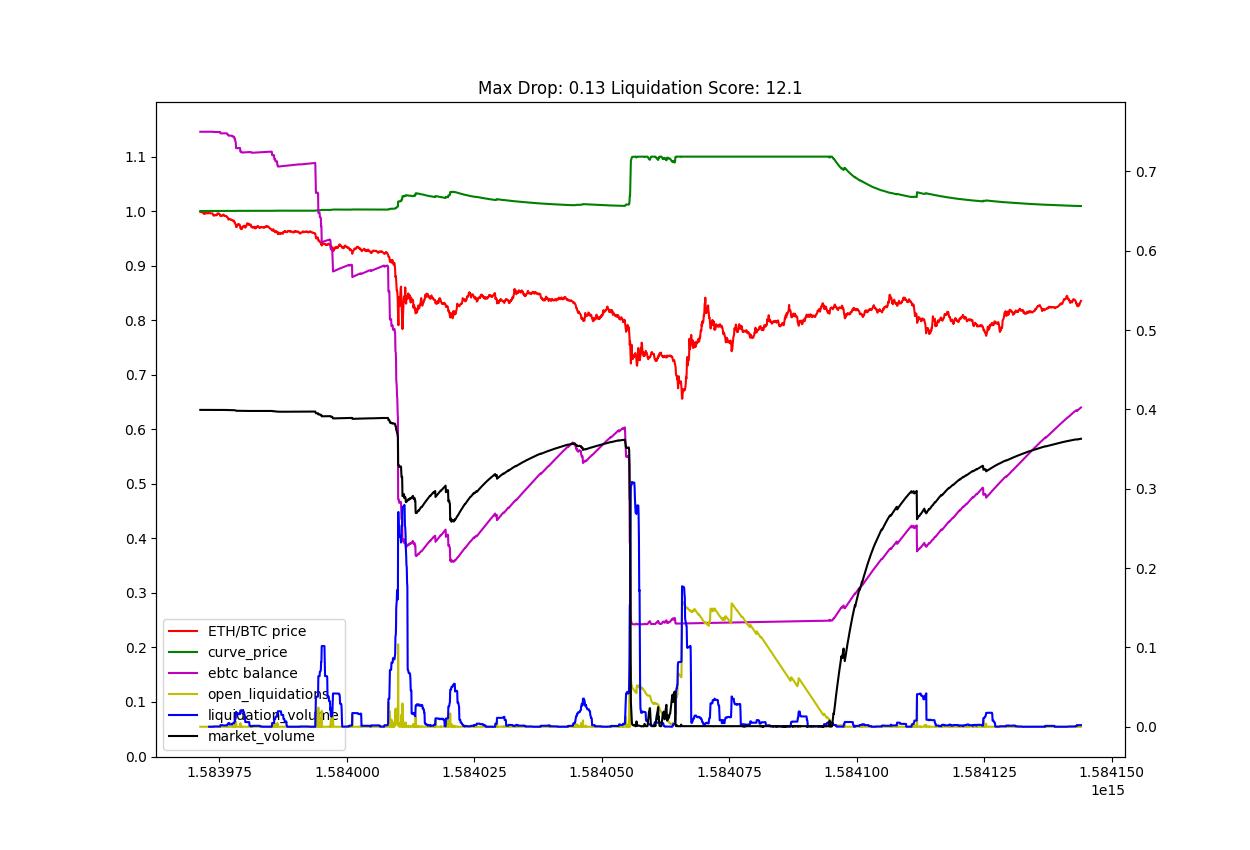 Max Drop: 0.13 Liquidation Score: 12.1
1.1
1.0
0.9
0.8
0.7
0.6
0.5
0.4
0.3
0.2
0.1
0.0
0.7
0.6
0.5
0.4
0.3
0.2
0.1
0.0
ETH/BTC price
curve_price
ebtc balance
open_liquidations
liquidation_volume
market_volume
1.583975 1.584000 1.584025 1.584050 1.584075 1.584100 1.584125 1.584150
1e15